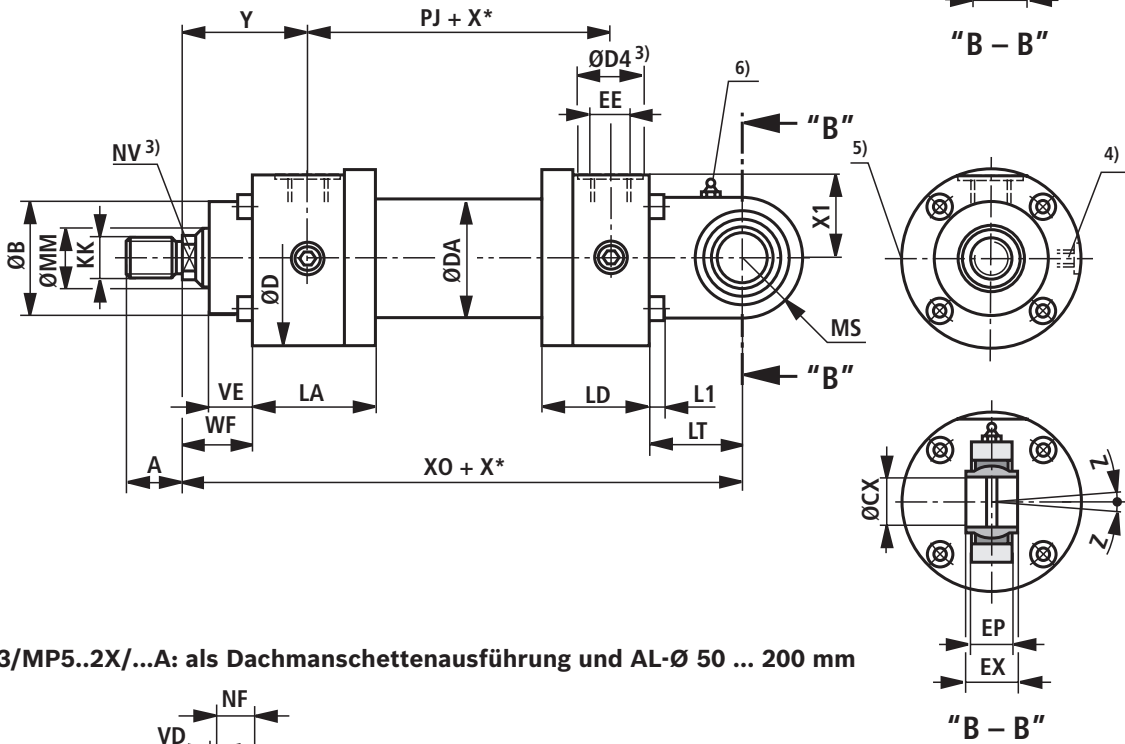 Y
PJ + X*
"B – B"
ØD4 3)
6)
EE
"B"
NV 3)
5)
4)
X1
ØB
ØMM
KK
ØD
ØDA
MS
"B"
VE
LA
LD
L1
WF
LT
A
XO + X*
ØCX
Z
Z
EP
EX
3/MP5..2X/...A: als Dachmanschettenausführung und AL-Ø 50 ... 200 mm
NF
VD
"B – B"